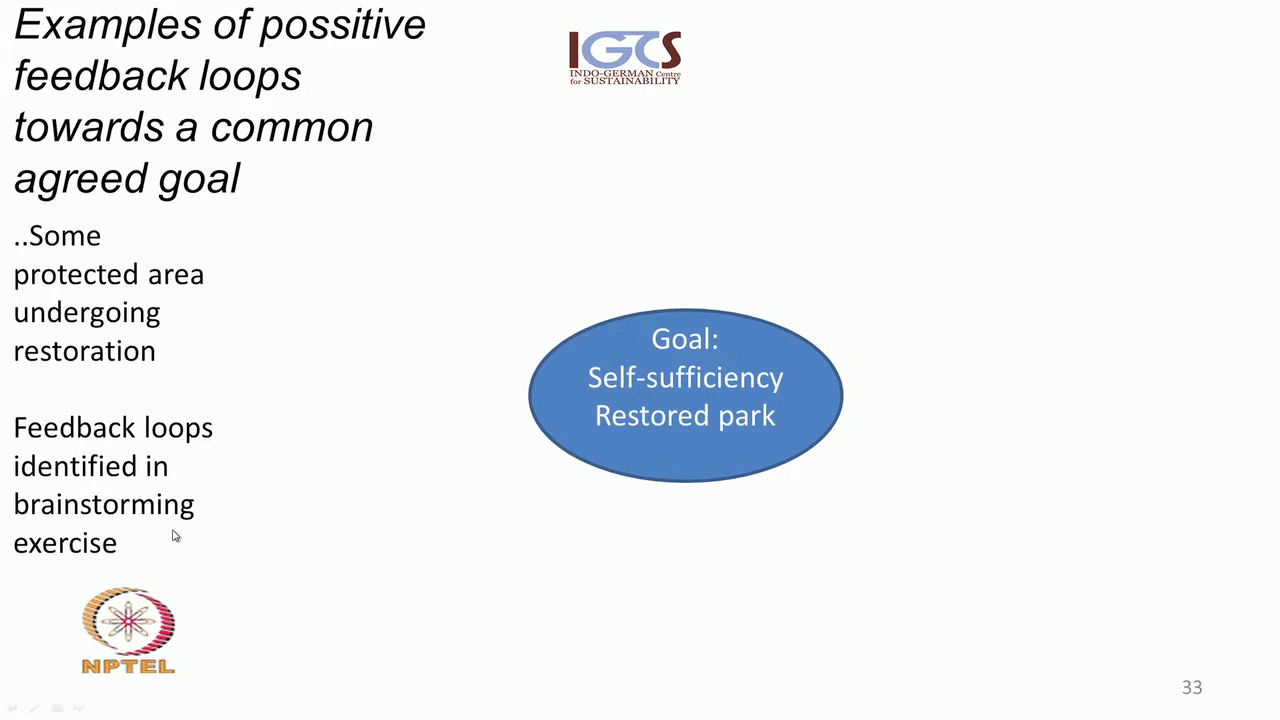 Examples of possitive
feedback loops
towards a common
agreed goal
IGCS
INDO-GERMAN Centre
for SUSTAINABILITY
..Some
protected area
undergoing
restoration
Feedback loops
identified in
brainstorming
exercise
Goal:
Self-sufficiency
Restored park
NPTEL
33